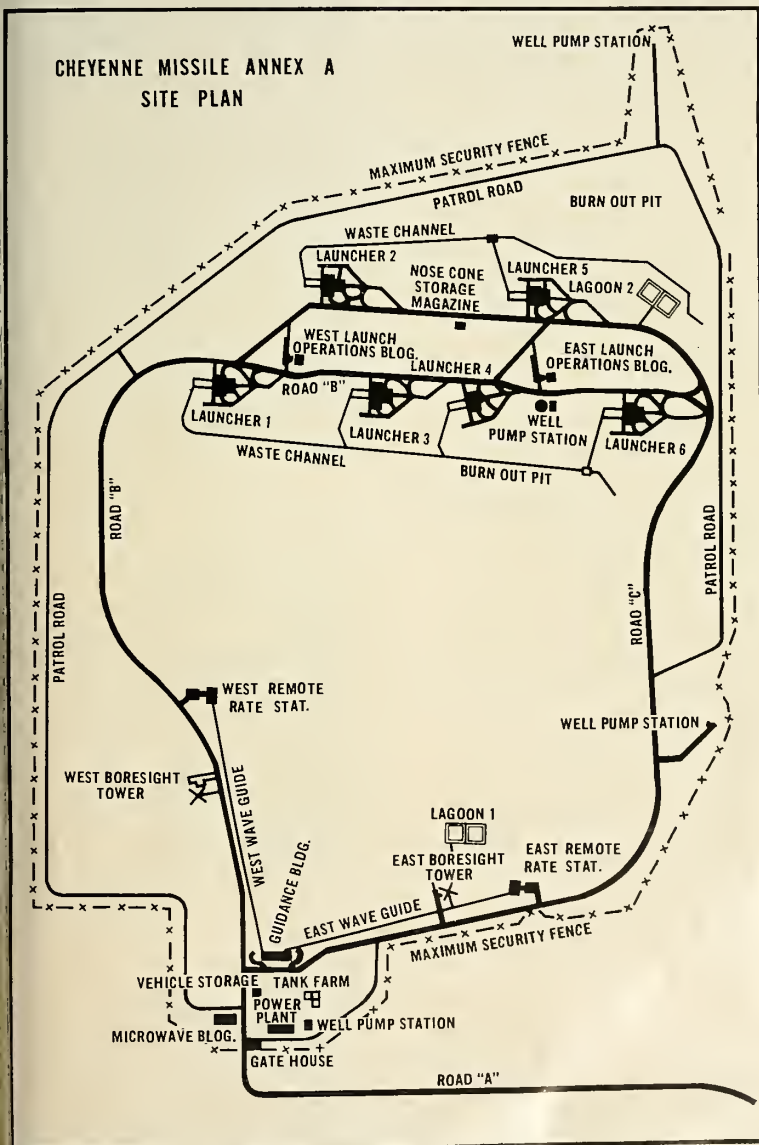 CHEYENNE MISSILE ANNEX A
SITE PLAN
WELL PUMP STATION
MAXIMUM SECURITY FENCE
PATROL ROAD
BURN OUT PIT
WASTE CHANNEL
LAUNCHER 2
NOSE CONE
STORAGE
MAGAZINE
LAUNCHER 5
LAGOON 2
WEST LAUNCH
OPERATIONS BLOG.
LAUNCHER 4
EAST LAUNCH
OPERATIONS BLOG.
ROAO "B"
LAUNCHER 1
LAUNCHER 3
WELL
PUMP STATION
LAUNCHER 6
WASTE CHANNEL
BURN OUT PIT
ROAD "B"
PATROL ROAD
ROAD "C"
PATROL ROAD
WEST REMOTE
RATE STAT.
WELL PUMP STATION
WEST BORESIGHT
TOWER
WEST WAVE GUIDE
GUIDANCE BLDG.
LAGOON 1
EAST BORESIGHT
TOWER
EAST REMOTE
RATE STAT.
EAST WAVE GUIDE
MAXIMUM SECURITY FENCE
VEHICLE STORAGE
TANK FARM
POWER
PLANT
WELL PUMP STATION
MICROWAVE BLOG.
GATE HOUSE
ROAD "A"